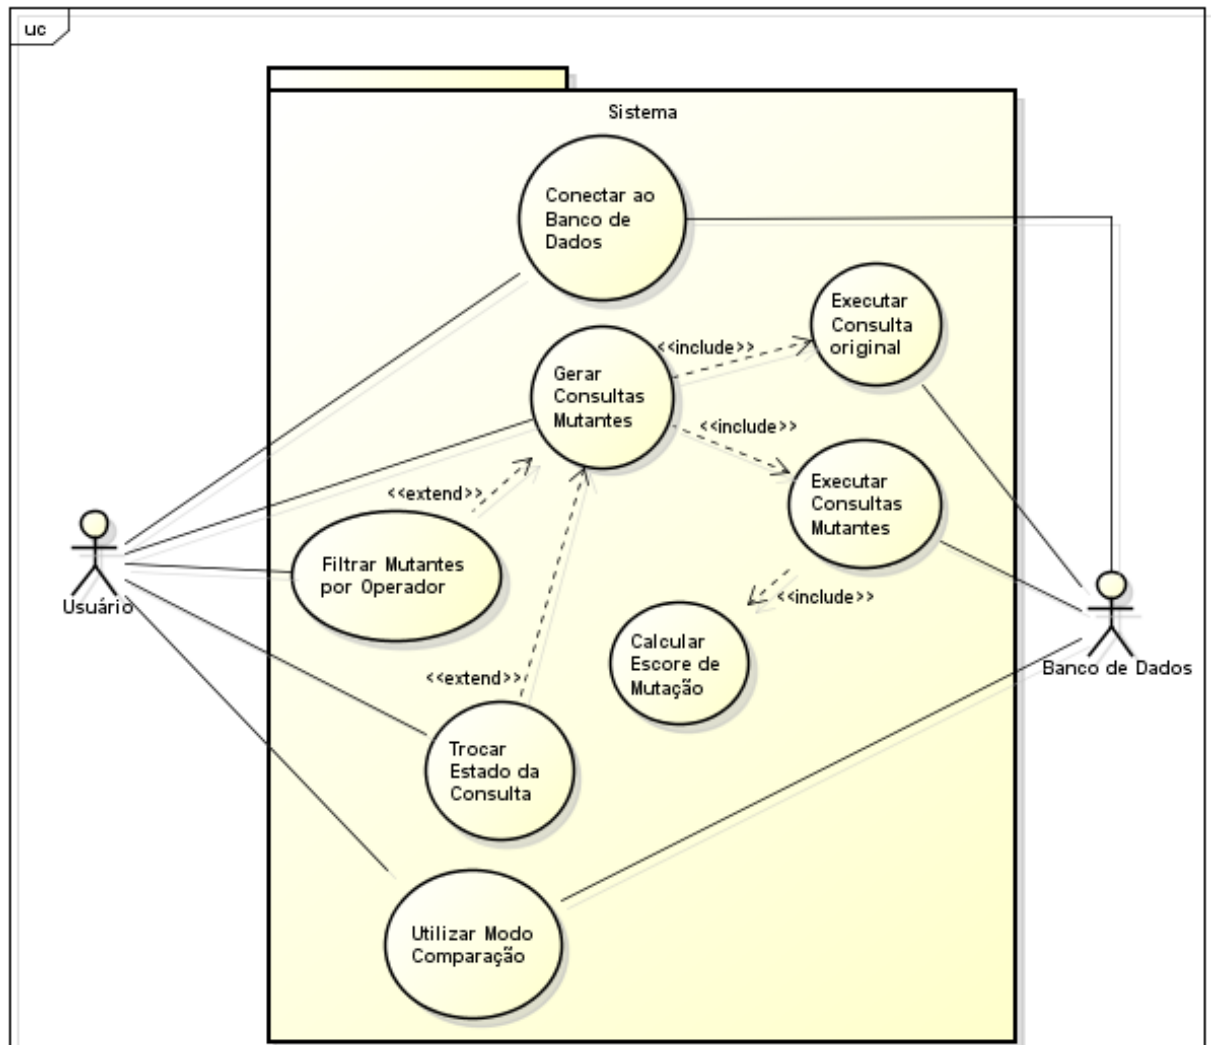 uc
Sistema
Conectar ao
Banco de
Dados
Executar
Consulta
original
<<include>>
Gerar
Consultas
Mutantes
<<include>>
Executar
Consultas
Mutantes
<<extend>>
Filtrar Mutantes
por Operador
Usuário
<<include>>
Calcular
Escore de
Mutação
Banco de Dados
<<extend>>
Trocar
Estado da
Consulta
Utilizar Modo
Comparação